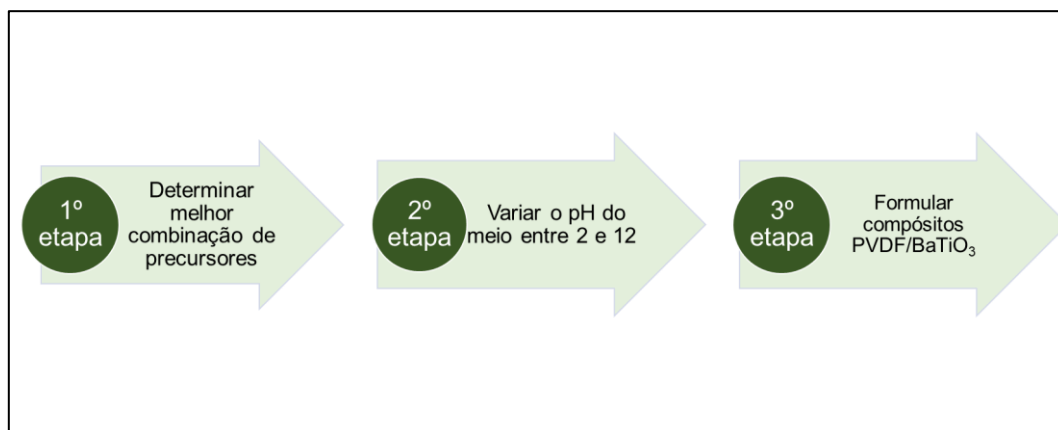 1º
etapa
Determinar
melhor
combinação de
precursores
2º
etapa
Variar o pH do
meio entre 2 e 12
3º
etapa
Formular
compósitos
PVDF/BaTiO₃